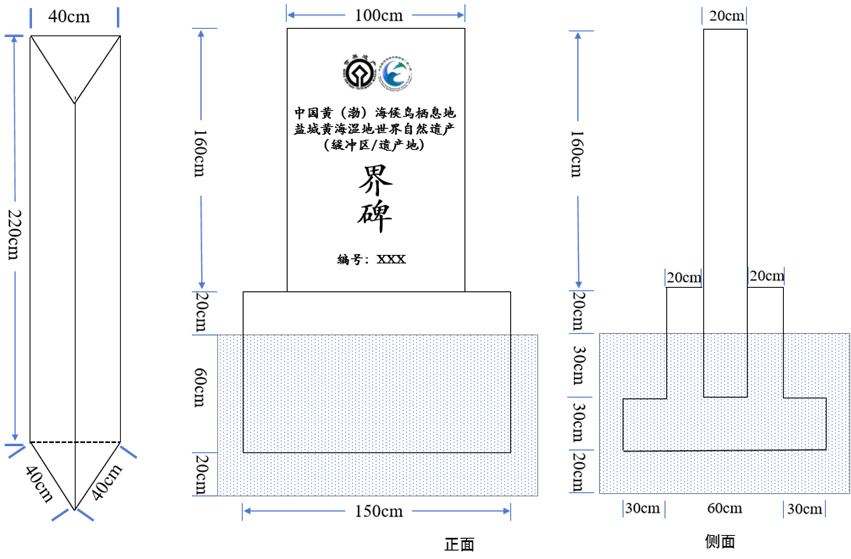 40cm
220cm
40cm
40cm
100cm
160cm
中国黄（渤）海候鸟栖息地
盐城黄海湿地世界自然遗产
（缓冲区/遗产地）
界
碑
编号：XXX
20cm
60cm
20cm
150cm
正面
20cm
160cm
20cm
20cm
20cm
30cm
30cm
20cm
30cm
60cm
30cm
侧面